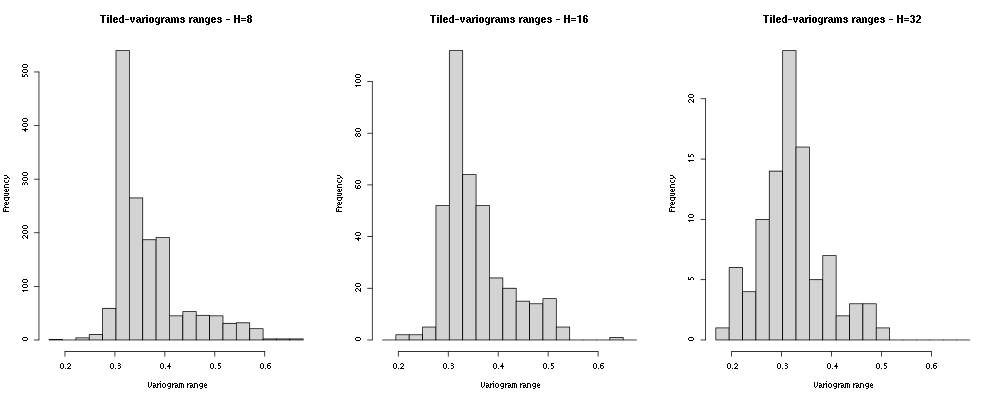 Tiled-variograms ranges - H=8
Frequency
0 100 200 300 400 500
0.2 0.3 0.4 0.5 0.6
Variogram range
Tiled-variograms ranges - H=16
Frequency
0 20 40 60 80 100
0.2 0.3 0.4 0.5 0.6
Variogram range
Tiled-variograms ranges - H=32
Frequency
0 5 10 15 20
0.2 0.3 0.4 0.5 0.6
Variogram range